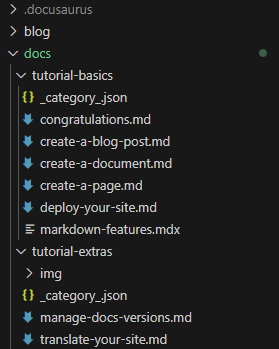 .docusaurus
blog
docs
tutorial-basics
{} _category_.json
congratulations.md
create-a-blog-post.md
create-a-document.md
create-a-page.md
deploy-your-site.md
markdown-features.mdx
tutorial-extras
img
{} _category_.json
manage-docs-versions.md
translate-your-site.md